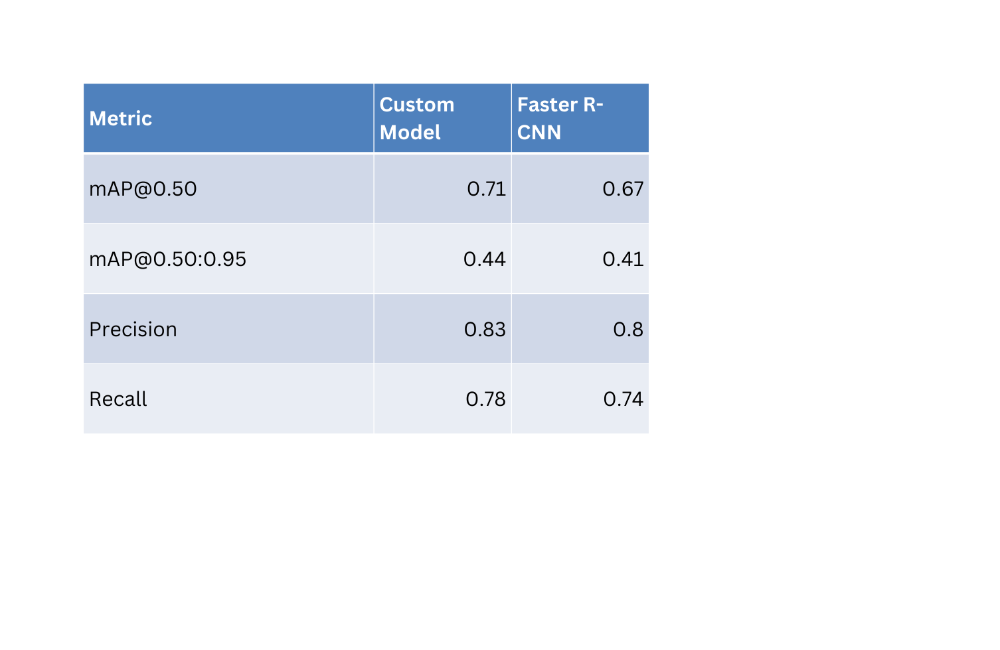 Metric
Custom
Model
Faster R-
CNN
mAP@0.50 0.71 0.67
mAP@0.50:0.95 0.44 0.41
Precision 0.83 0.8
Recall 0.78 0.74